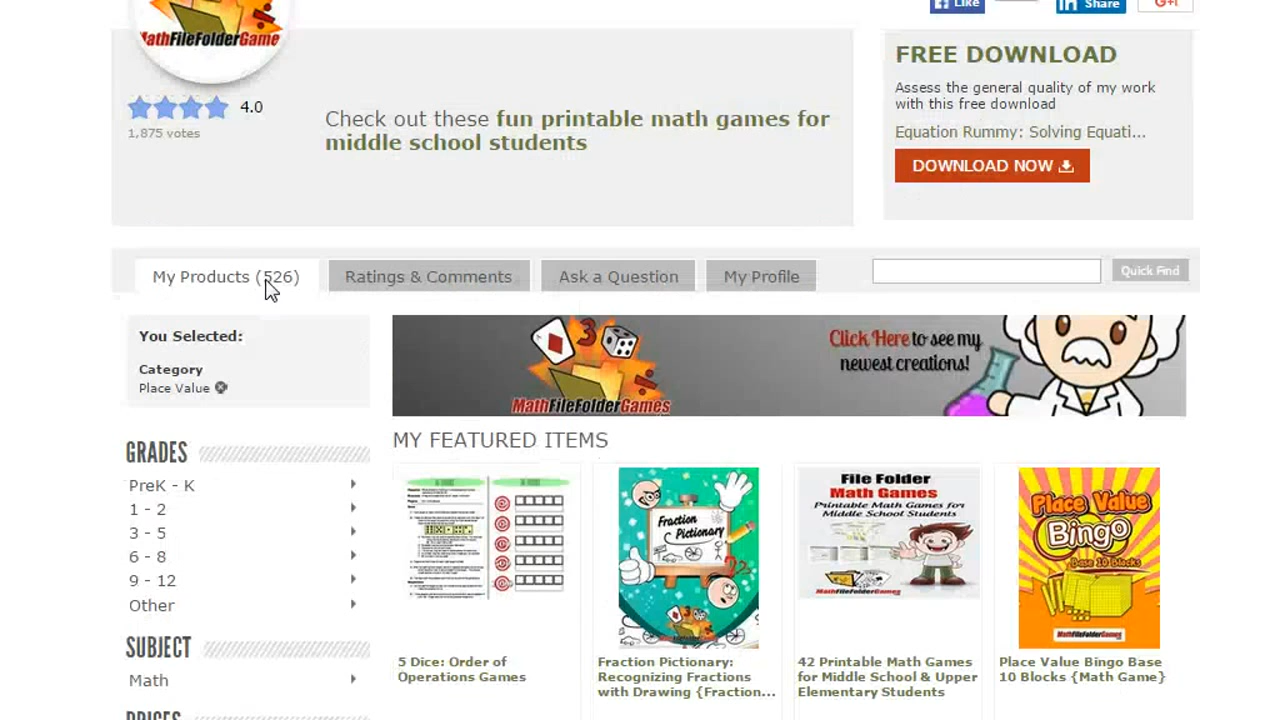 Like
Share
G+1
MathFileFolderGame
4.0
1,875 votes
Check out these fun printable math games for
middle school students
FREE DOWNLOAD
Assess the general quality of my work
with this free download
Equation Rummy: Solving Equati...
DOWNLOAD NOW
My Products (526)
Ratings & Comments
Ask a Question
My Profile
Quick Find
You Selected:
Category
Place Value
3
MathFileFolderGames
Click Here to see my
newest creations!
MY FEATURED ITEMS
GRADES
PreK - K
1 - 2
3 - 5
6 - 8
9 - 12
Other
SUBJECT
Math
PRICES
Fraction
Pictionary
File Folder
Math Games
Printable Math Games for
Middle School Students
MathFileFolderGames
Place Value
Bingo
Base 10 Blocks
MathFileFolderGames
5 Dice: Order of
Operations Games
Fraction Pictionary:
Recognizing Fractions
with Drawing {Fraction...
42 Printable Math Games
for Middle School & Upper
Elementary Students
Place Value Bingo Base
10 Blocks {Math Game}